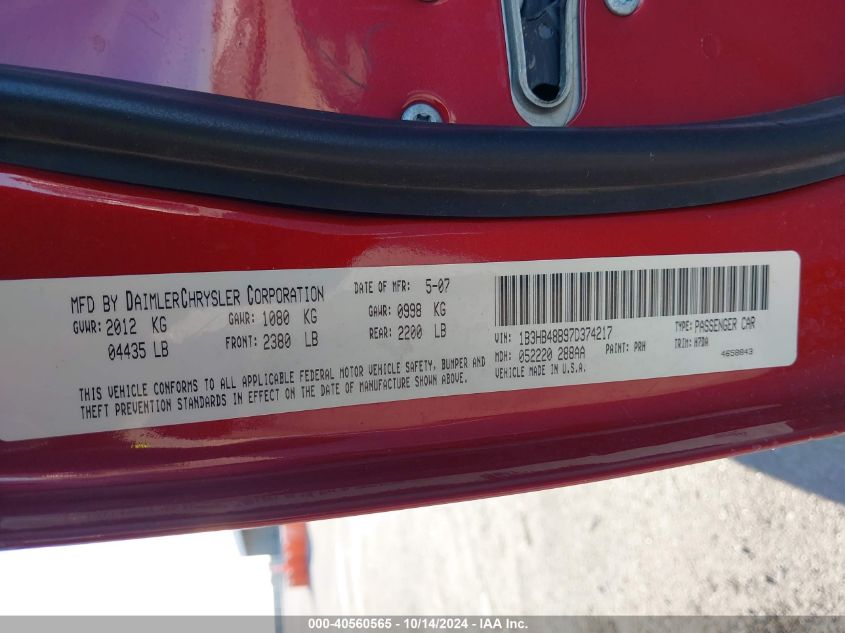 MFD BY DAIMLERCHRYSLER CORPORATION DATE OF MFR: 5-07
GVWR: 2012 KG GAWR: 1080 KG GAWR: 0998 KG
04435 LB FRONT: 2380 LB REAR: 2200 LB
THIS VEHICLE CONFORMS TO ALL APPLICABLE FEDERAL MOTOR VEHICLE SAFETY, BUMPER AND
THEFT PREVENTION STANDARDS IN EFFECT ON THE DATE OF MANUFACTURE SHOWN ABOVE.
VIN: 1B3HB48B97D374217 TYPE: PASSENGER CAR
MDH: 052220 288AA PAINT: PRH TRIM: H7DA
VEHICLE MADE IN U.S.A. 4658843
000-40560565 - 10/14/2024 - IAA Inc.